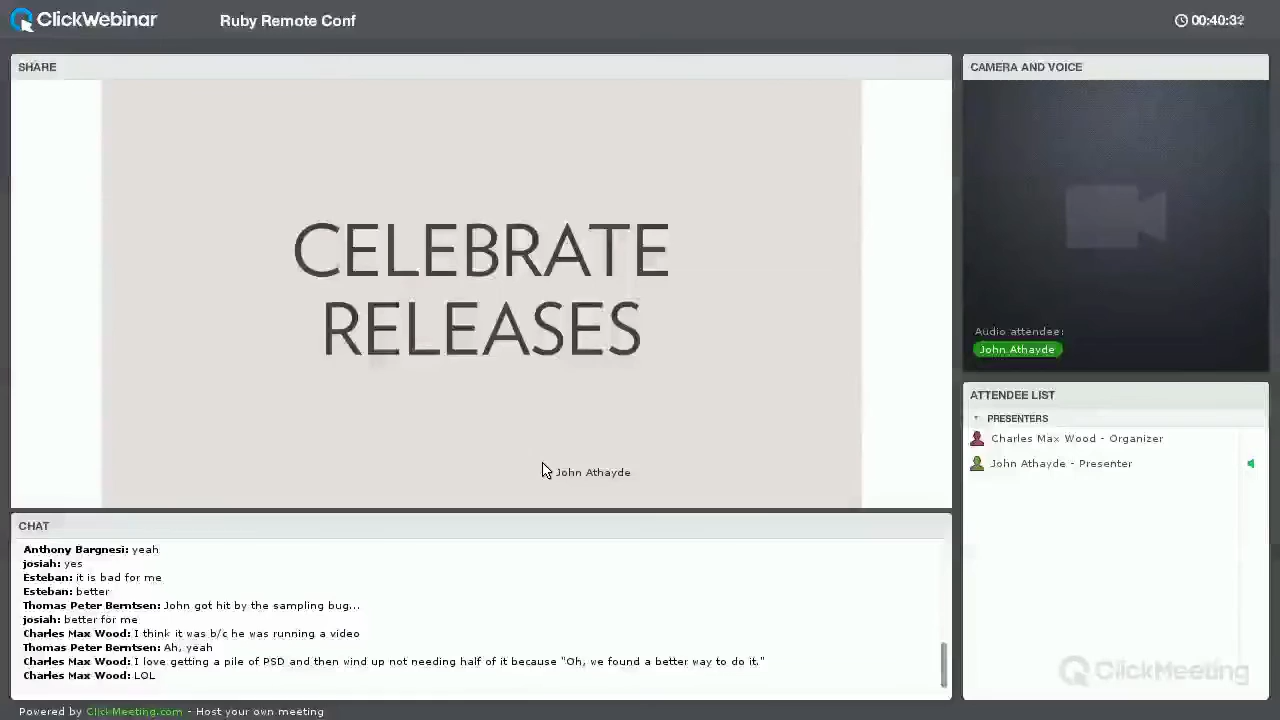 ClickWebinar
Ruby Remote Conf
00:40:32
SHARE
CELEBRATE
RELEASES
John Athayde
CAMERA AND VOICE
Audio attendee:
John Athayde
ATTENDEE LIST
PRESENTERS
Charles Max Wood - Organizer
John Athayde - Presenter
CHAT
Anthony Bargnesi: yeah
josiah: yes
Esteban: it is bad for me
Esteban: better
Thomas Peter Berntsen: John got hit by the sampling bug...
josiah: better for me
Charles Max Wood: I think it was b/c he was running a video
Thomas Peter Berntsen: Ah, yeah
Charles Max Wood: I love getting a pile of PSD and then wind up not needing half of it because "Oh, we found a better way to do it."
Charles Max Wood: LOL
ClickMeeting
Powered by ClickMeeting.com - Host your own meeting